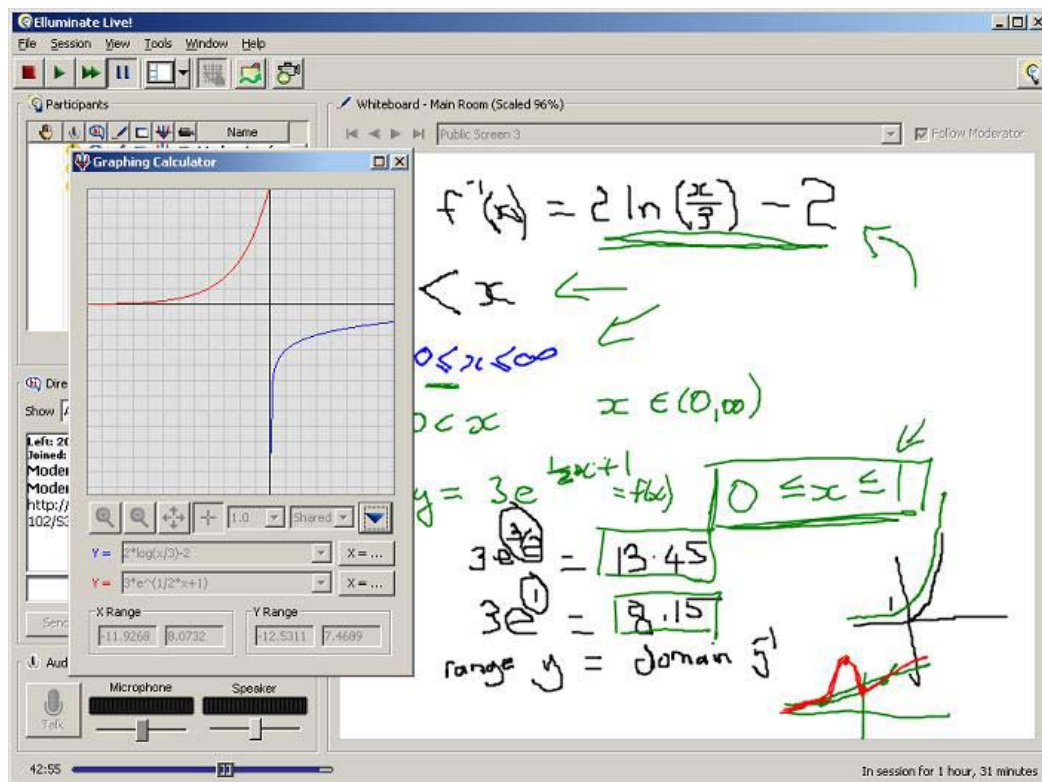 Elluminate Live!
File Session View Tools Window Help
Participants
Name
Graphing Calculator
1.0 Shared
Y = 2*log(x/3)-2 X = ...
Y = 3*e^(1/2*x+1) X = ...
X Range Y Range
-11.9268 8.0732 -12.5311 7.4689
Whiteboard - Main Room (Scaled 96%)
Public Screen 3 Follow Moderator
f⁻¹(x) = 2 ln(x/3) - 2
< x
0 ≤ x ≤ ∞
0 < x x ∈ (0,∞)
y = 3e^(½x+1) = f(x)
0 ≤ x ≤ 1
3e^(3/2) = 13.45
3e^(1) = 8.15
1
range y = domain f⁻¹
Show
Left: 20
Joined:
Moder
Moder
http://
Send
Talk
Microphone Speaker
42:55
In session for 1 hour, 31 minutes